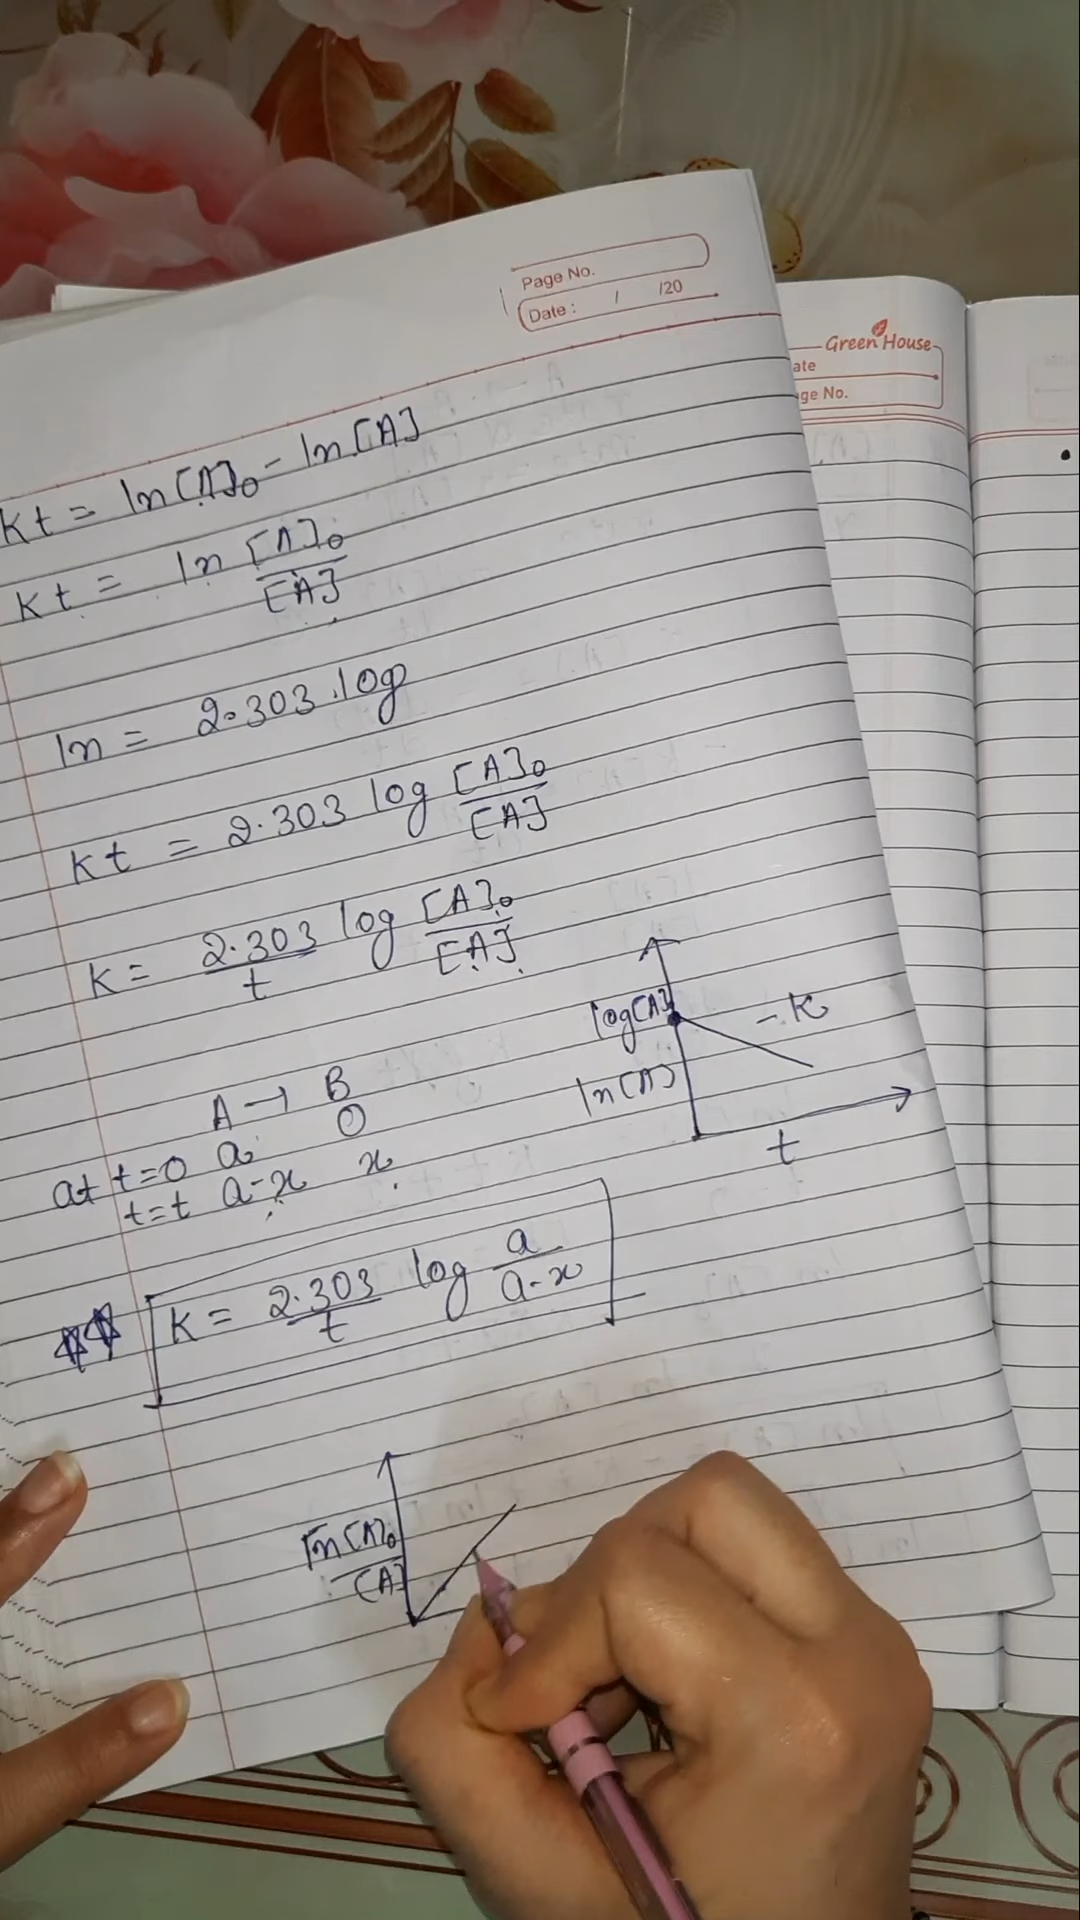 Page No.
Date : / /20
Green House
ate
ge No.
Kt = ln[A]₀ - ln[A]
Kt = ln [A]₀/[A]
ln = 2.303 log
Kt = 2.303 log [A]₀/[A]
K = 2.303/t log [A]₀/[A]
log[A]
- K
ln[A]
t
A → B
at t=0 a 0
t=t a-x x
K = 2.303/t log a/a-x
ln [A]₀/[A]